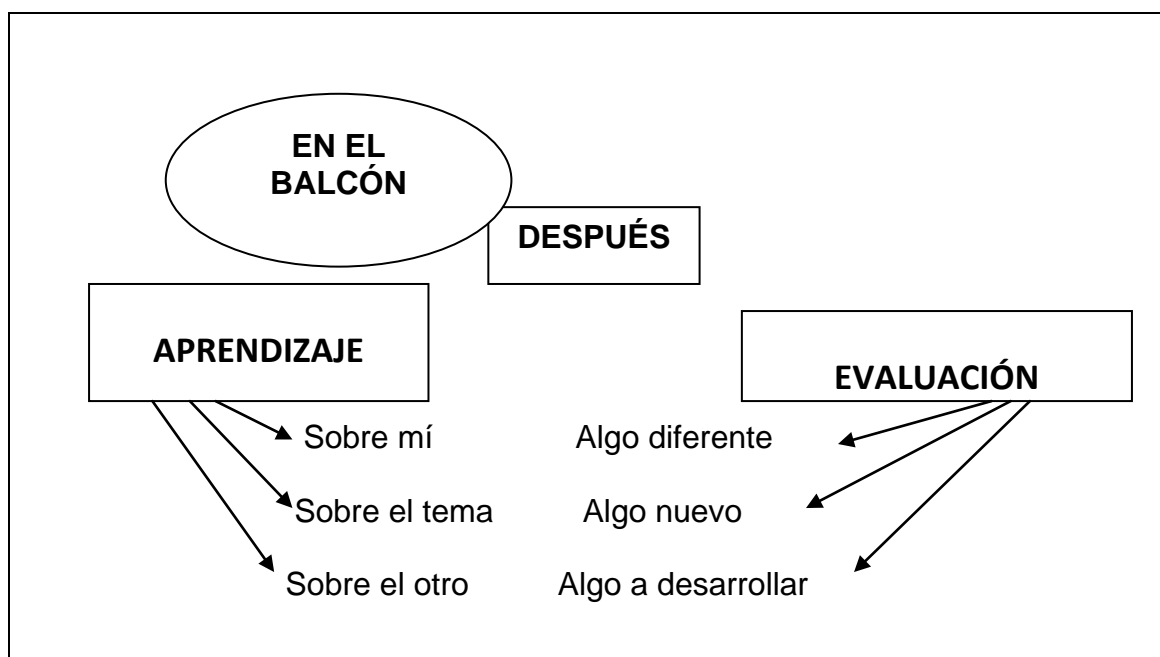 EN EL
BALCÓN
DESPUÉS
APRENDIZAJE
EVALUACIÓN
Sobre mí
Algo diferente
Sobre el tema
Algo nuevo
Sobre el otro
Algo a desarrollar